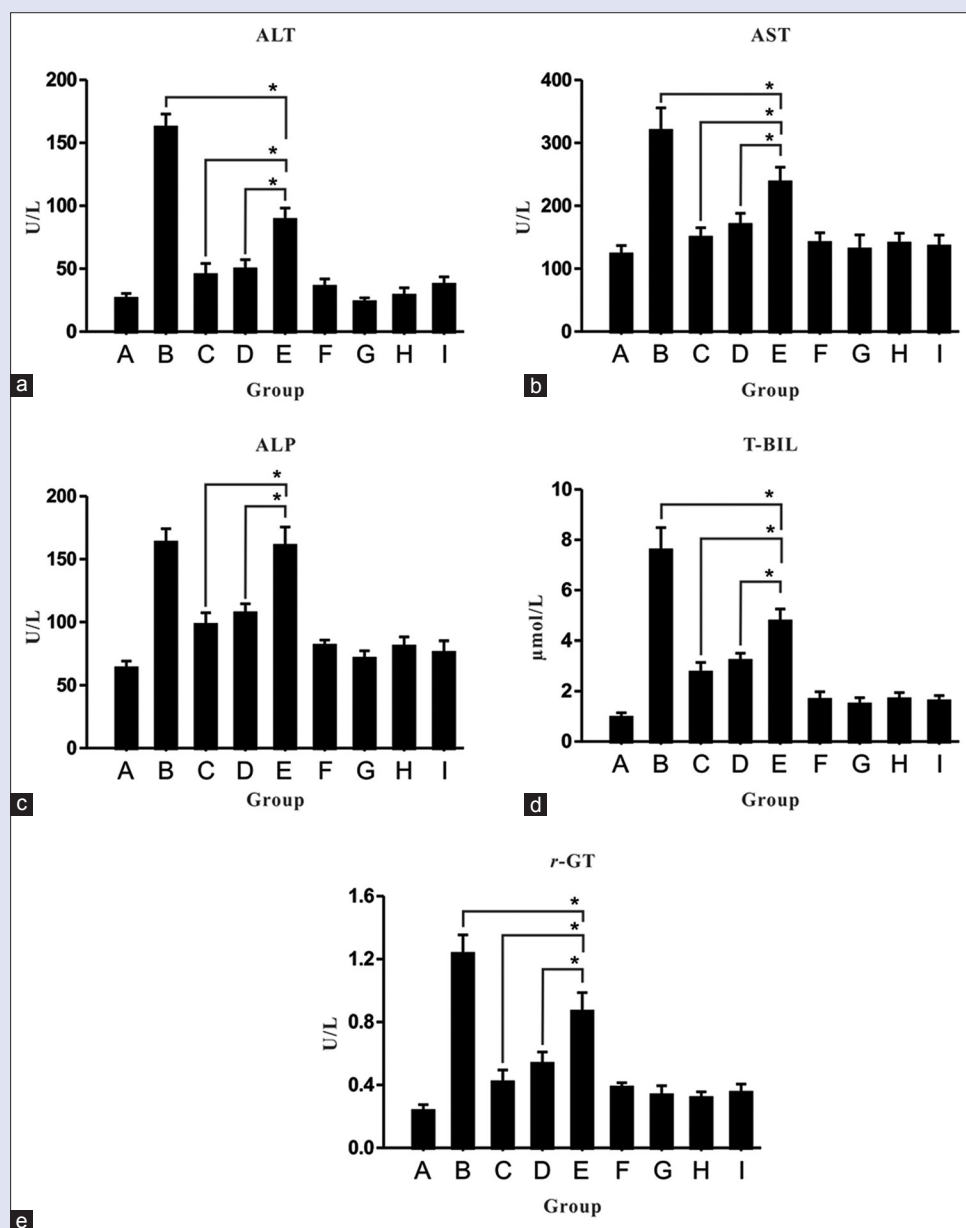 ALT
200
150
100
50
0
U/L
*
*
*
A B C D E F G H I
Group
a
AST
400
300
200
100
0
U/L
*
*
*
A B C D E F G H I
Group
b
ALP
200
150
100
50
0
U/L
*
*
A B C D E F G H I
Group
c
T-BIL
10
8
6
4
2
0
µmol/L
*
*
*
A B C D E F G H I
Group
d
r-GT
1.6
1.2
0.8
0.4
0.0
U/L
*
*
*
A B C D E F G H I
Group
e